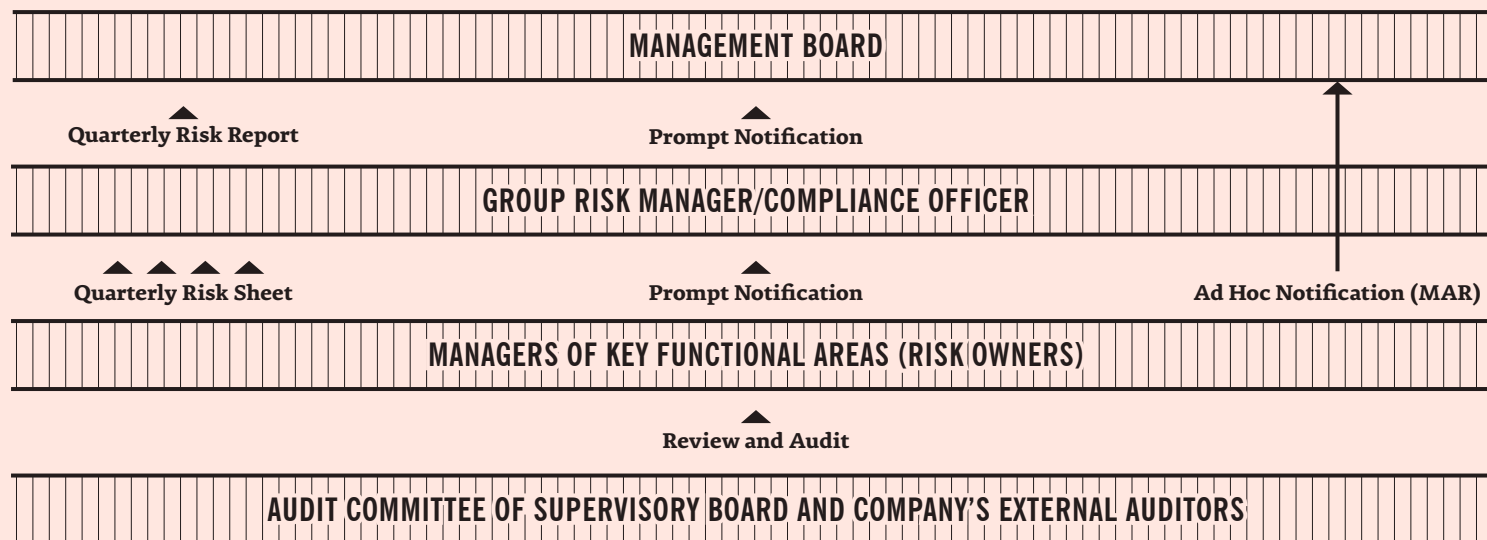 MANAGEMENT BOARD
Quarterly Risk Report
Prompt Notification
GROUP RISK MANAGER/COMPLIANCE OFFICER
Quarterly Risk Sheet
Prompt Notification
Ad Hoc Notification (MAR)
MANAGERS OF KEY FUNCTIONAL AREAS (RISK OWNERS)
Review and Audit
AUDIT COMMITTEE OF SUPERVISORY BOARD AND COMPANY'S EXTERNAL AUDITORS